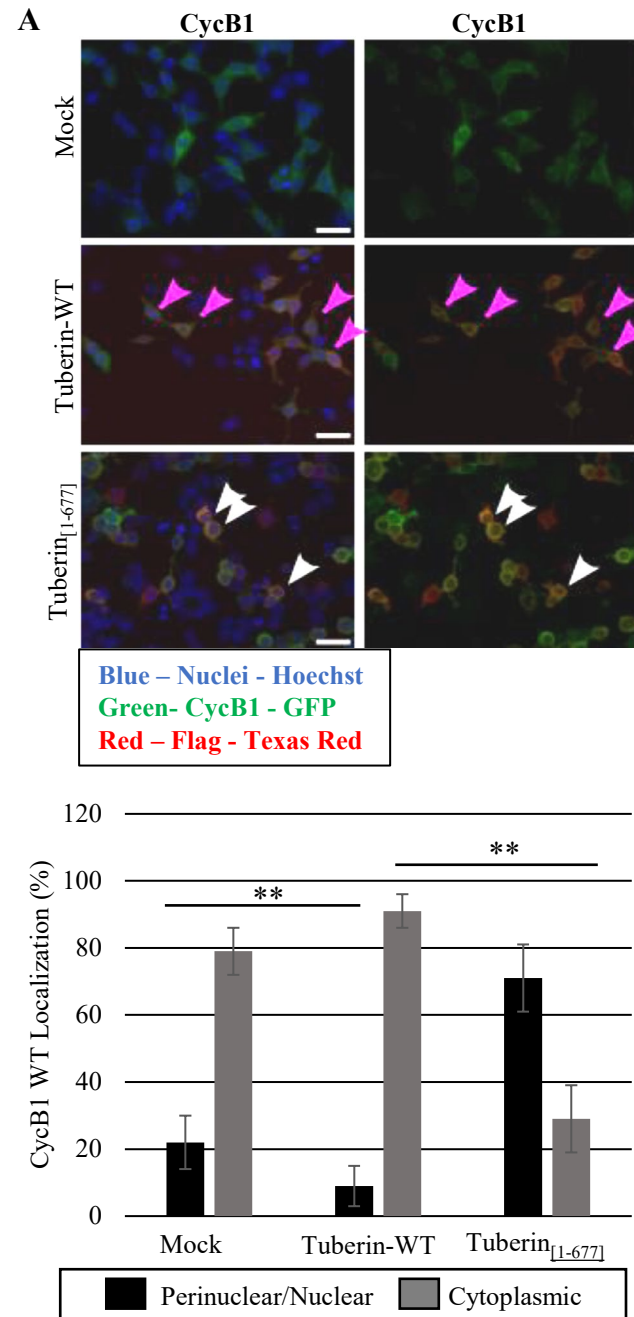 A
CycB1 CycB1
Mock
Tuberin-WT
Tuberin[1-677]
Blue – Nuclei - Hoechst
Green- CycB1 - GFP
Red – Flag - Texas Red
CycB1 WT Localization (%)
120
100
80
60
40
20
0
**
**
Mock Tuberin-WT Tuberin[1-677]
Perinuclear/Nuclear Cytoplasmic